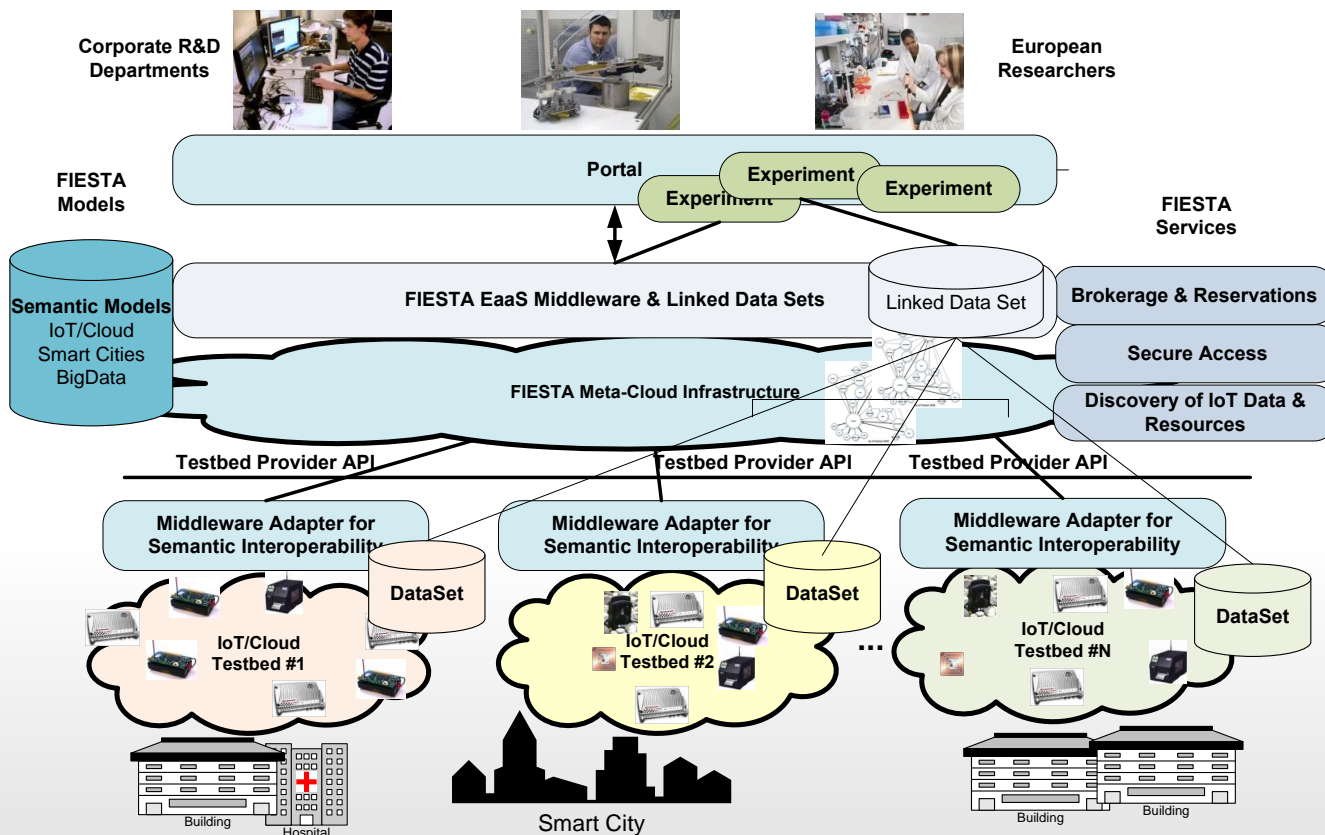 Corporate R&D
Departments
European
Researchers
Portal
Experiment
Experiment
Experiment
FIESTA
Models
FIESTA
Services
Semantic Models
IoT/Cloud
Smart Cities
BigData
FIESTA EaaS Middleware & Linked Data Sets
Linked Data Set
Brokerage & Reservations
Secure Access
Discovery of IoT Data &
Resources
FIESTA Meta-Cloud Infrastructure
Testbed Provider API
Testbed Provider API
Testbed Provider API
Middleware Adapter for
Semantic Interoperability
Middleware Adapter for
Semantic Interoperability
Middleware Adapter for
Semantic Interoperability
DataSet
DataSet
DataSet
IoT/Cloud
Testbed #1
IoT/Cloud
Testbed #2
...
IoT/Cloud
Testbed #N
Building
Hospital
Smart City
Building
Building